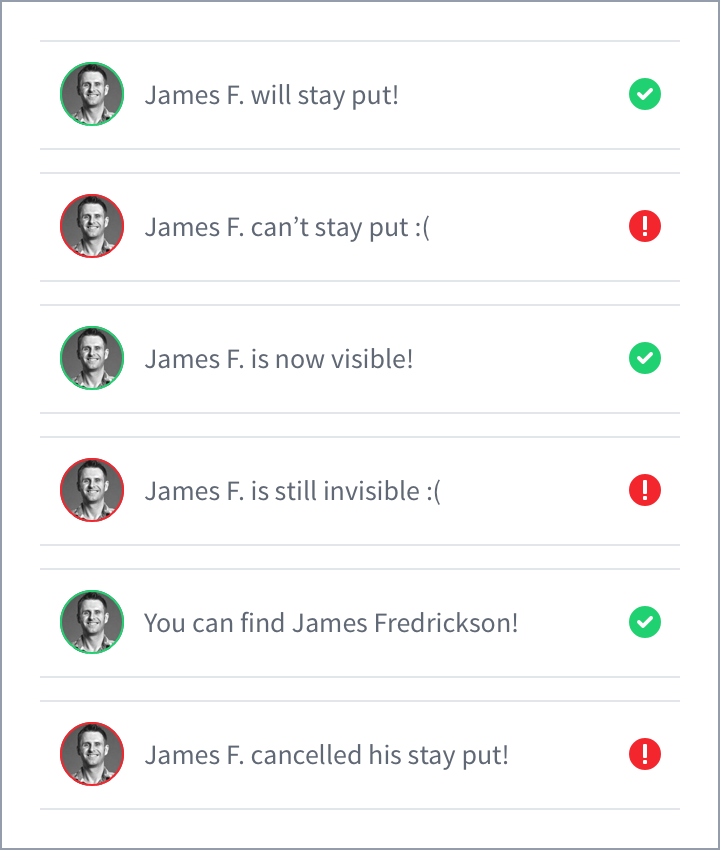 James F. will stay put!
James F. can’t stay put :(
James F. is now visible!
James F. is still invisible :(
You can find James Fredrickson!
James F. cancelled his stay put!